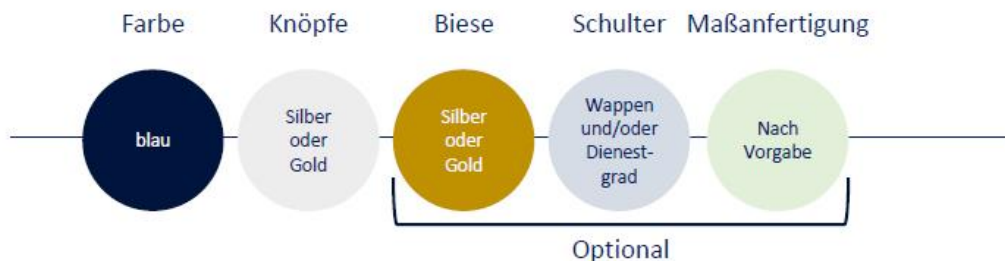 Farbe Knöpfe Biese Schulter Maßanfertigung
blau
Silber
oder
Gold
Silber
oder
Gold
Wappen
und/oder
Dienest-
grad
Nach
Vorgabe
Optional